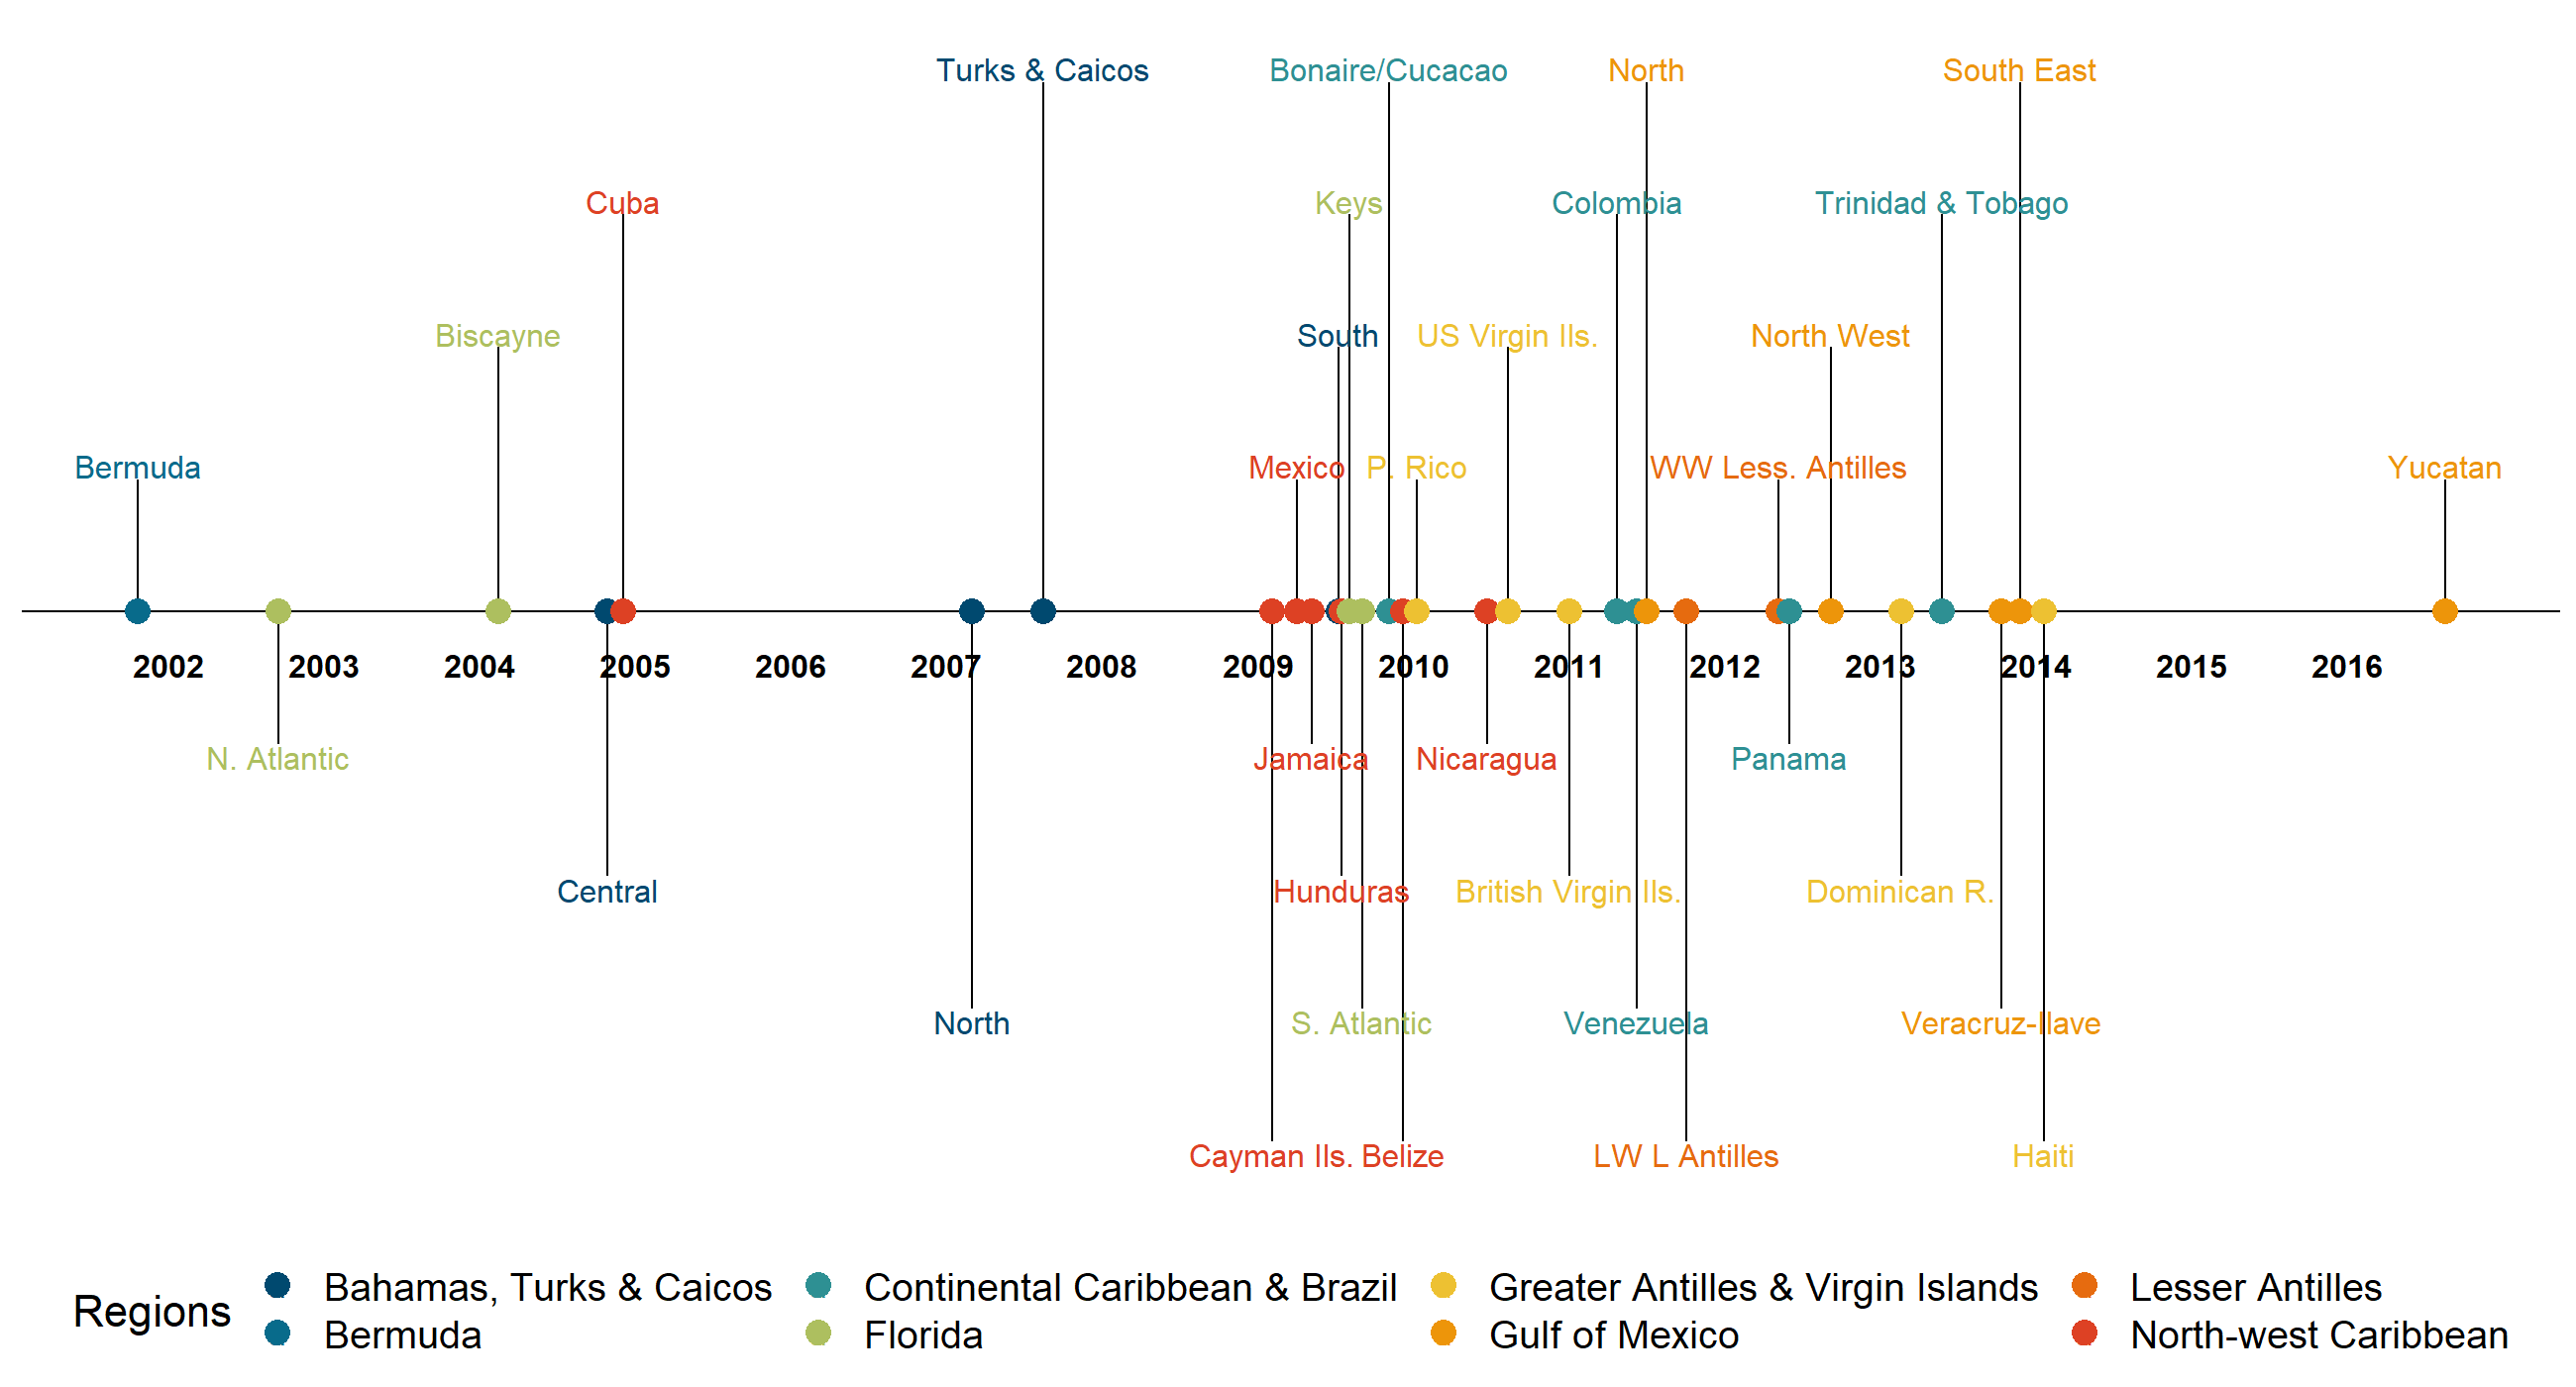 Turks & Caicos Bonaire/Cucacao North South East
Cuba Keys Colombia Trinidad & Tobago
Biscayne South US Virgin Ils. North West
Bermuda Mexico P. Rico WW Less. Antilles Yucatan
2002 2003 2004 2005 2006 2007 2008 2009 2010 2011 2012 2013 2014 2015 2016
N. Atlantic Jamaica Nicaragua Panama
Central Hunduras British Virgin Ils. Dominican R.
North S. Atlantic Venezuela Veracruz-llave
Cayman Ils. Belize LW L Antilles Haiti
Regions
Bahamas, Turks & Caicos Continental Caribbean & Brazil Greater Antilles & Virgin Islands Lesser Antilles
Bermuda Florida Gulf of Mexico North-west Caribbean